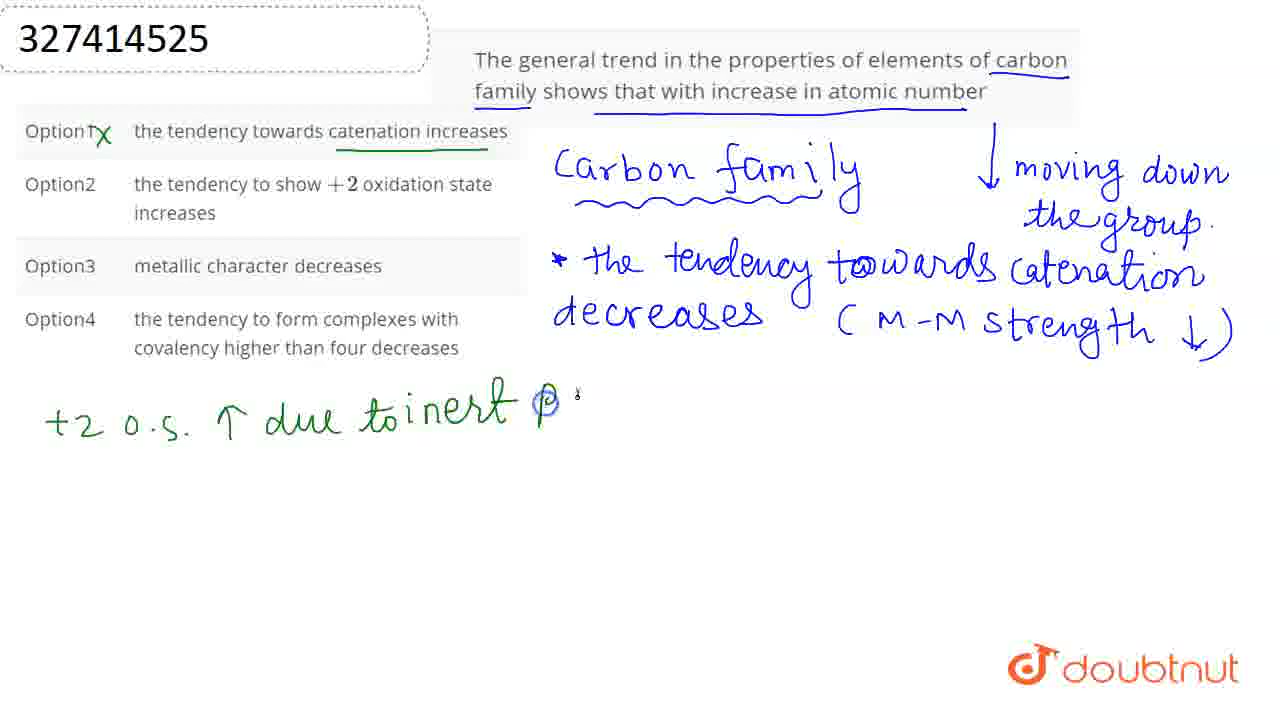 327414525
The general trend in the properties of elements of carbon
family shows that with increase in atomic number
Option1 x the tendency towards catenation increases
Option2 the tendency to show +2 oxidation state
increases
Option3 metallic character decreases
Option4 the tendency to form complexes with
covalency higher than four decreases
Carbon family
↓ moving down
the group.
* the tendency towards catenation
decreases (M-M strength ↓)
+2 o.s. ↑ due to inert p
doubtnut